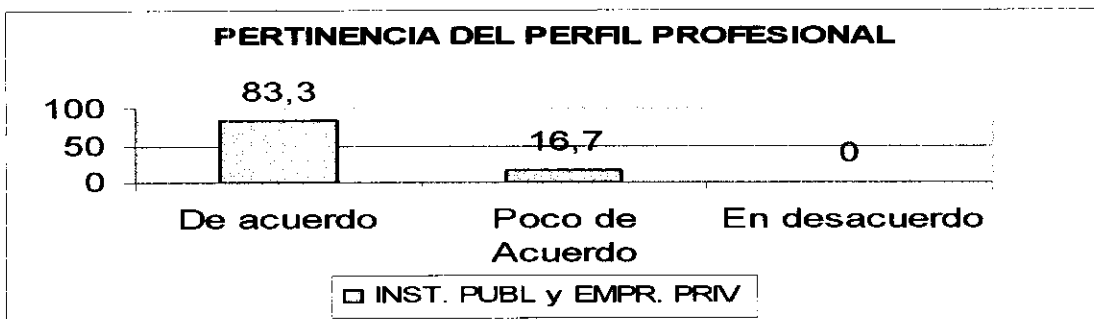 PERTINENCIA DEL PERFIL PROFESIONAL
83,3
100
16,7
50
0
0
De acuerdo
Poco de
Acuerdo
En desacuerdo
INST. PUBL y EMPR. PRIV